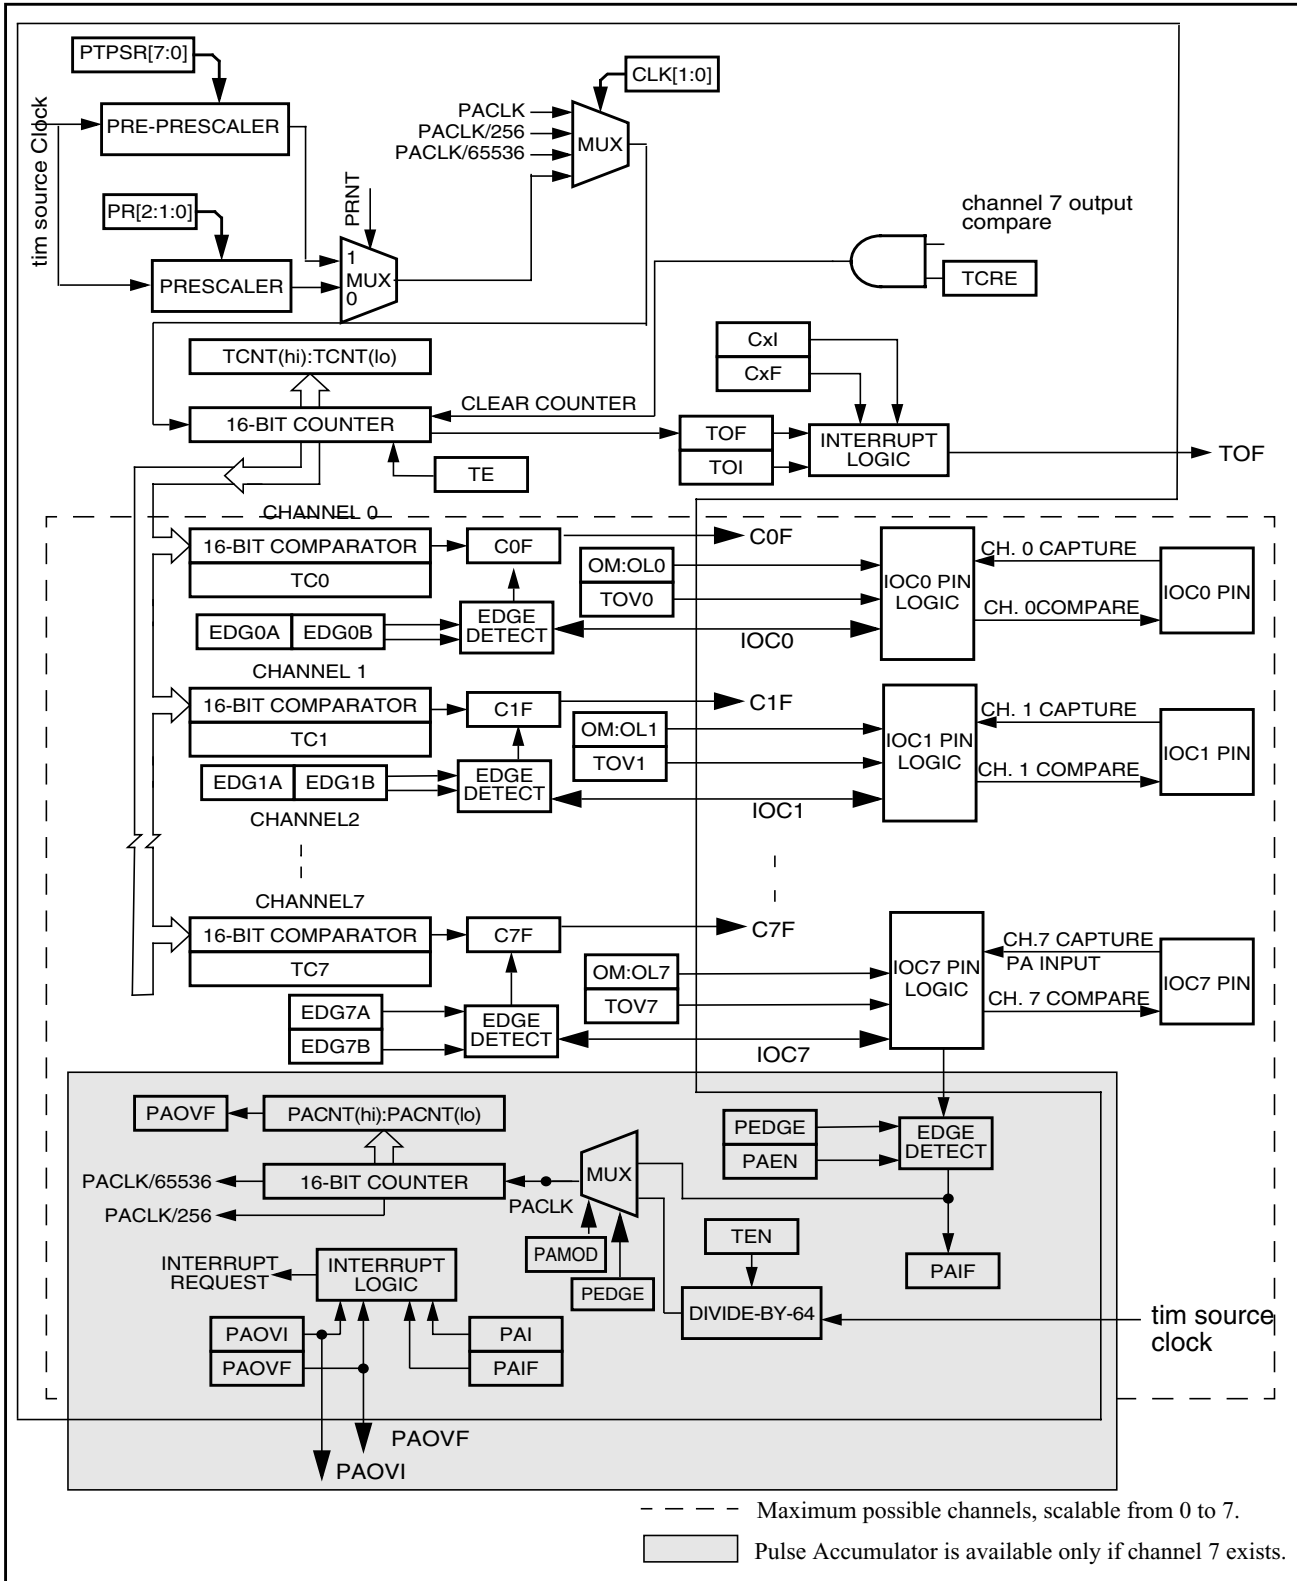 PTPSR[7:0]
CLK[1:0]
tim source Clock
PRE-PRESCALER
PACLK
PACLK/256
PACLK/65536
MUX
PR[2:1:0]
PRNT
channel 7 output
compare
PRESCALER
1
MUX
0
TCRE
CxI
CxF
TCNT(hi):TCNT(lo)
CLEAR COUNTER
16-BIT COUNTER
TOF
TOI
INTERRUPT
LOGIC
TOF
TE
CHANNEL 0
16-BIT COMPARATOR
TC0
C0F
C0F
OM:OL0
TOV0
IOC0 PIN
LOGIC
CH. 0 CAPTURE
CH. 0COMPARE
IOC0 PIN
EDG0A
EDG0B
EDGE
DETECT
IOC0
CHANNEL 1
16-BIT COMPARATOR
TC1
C1F
C1F
OM:OL1
TOV1
IOC1 PIN
LOGIC
CH. 1 CAPTURE
CH. 1 COMPARE
IOC1 PIN
EDG1A
EDG1B
EDGE
DETECT
IOC1
CHANNEL2
CHANNEL7
16-BIT COMPARATOR
TC7
C7F
C7F
OM:OL7
TOV7
IOC7 PIN
LOGIC
CH.7 CAPTURE
PA INPUT
CH. 7 COMPARE
IOC7 PIN
EDG7A
EDG7B
EDGE
DETECT
IOC7
PAOVF
PACNT(hi):PACNT(lo)
PEDGE
PAEN
EDGE
DETECT
PACLK/65536
PACLK/256
16-BIT COUNTER
PACLK
MUX
PAMOD
PEDGE
TEN
PAIF
INTERRUPT
REQUEST
INTERRUPT
LOGIC
DIVIDE-BY-64
tim source
clock
PAOVI
PAOVF
PAI
PAIF
PAOVF
PAOVI
Maximum possible channels, scalable from 0 to 7.
Pulse Accumulator is available only if channel 7 exists.